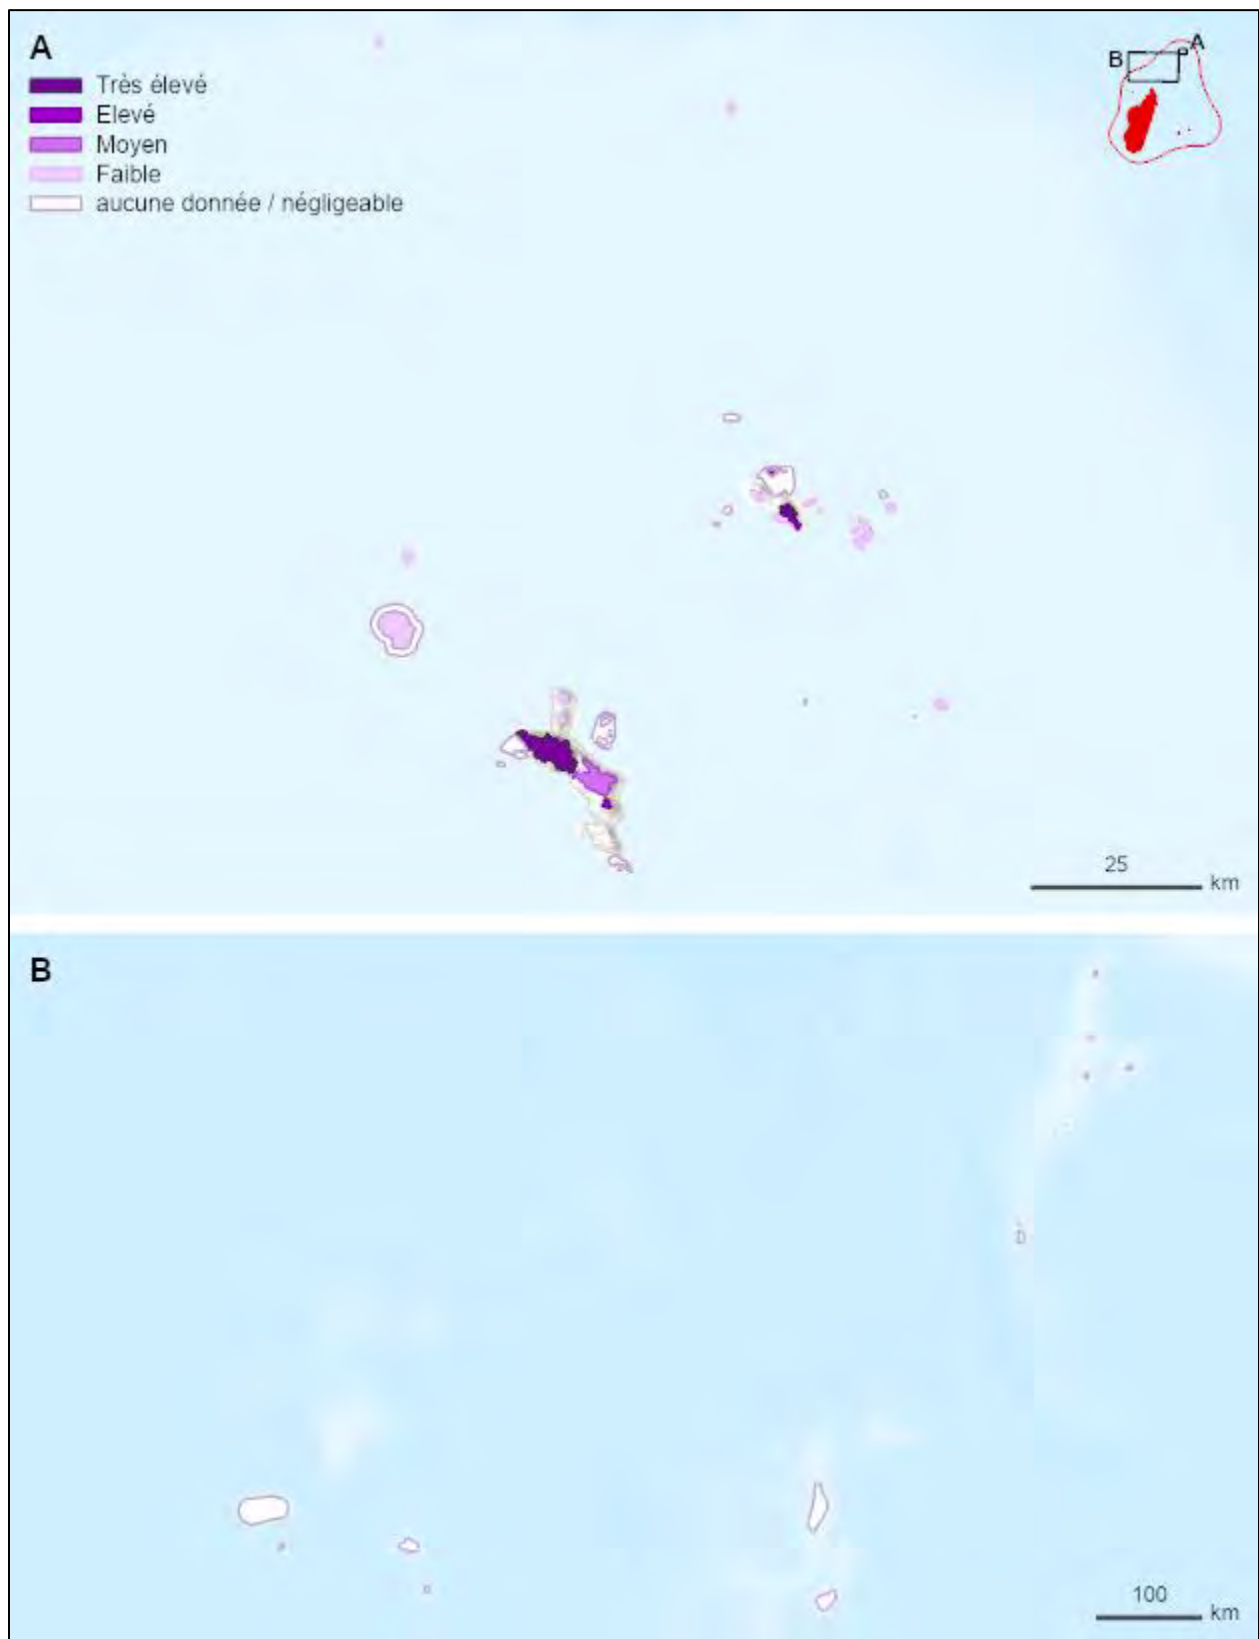 A
Très élevé
Elevé
Moyen
Faible
aucune donnée / négligeable
A
B
25
km
B
100
km